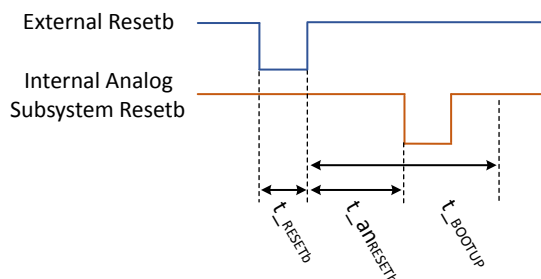 External Resetb
Internal Analog
Subsystem Resetb
t_RESETb
t_anRESETb
t_BOOTUP